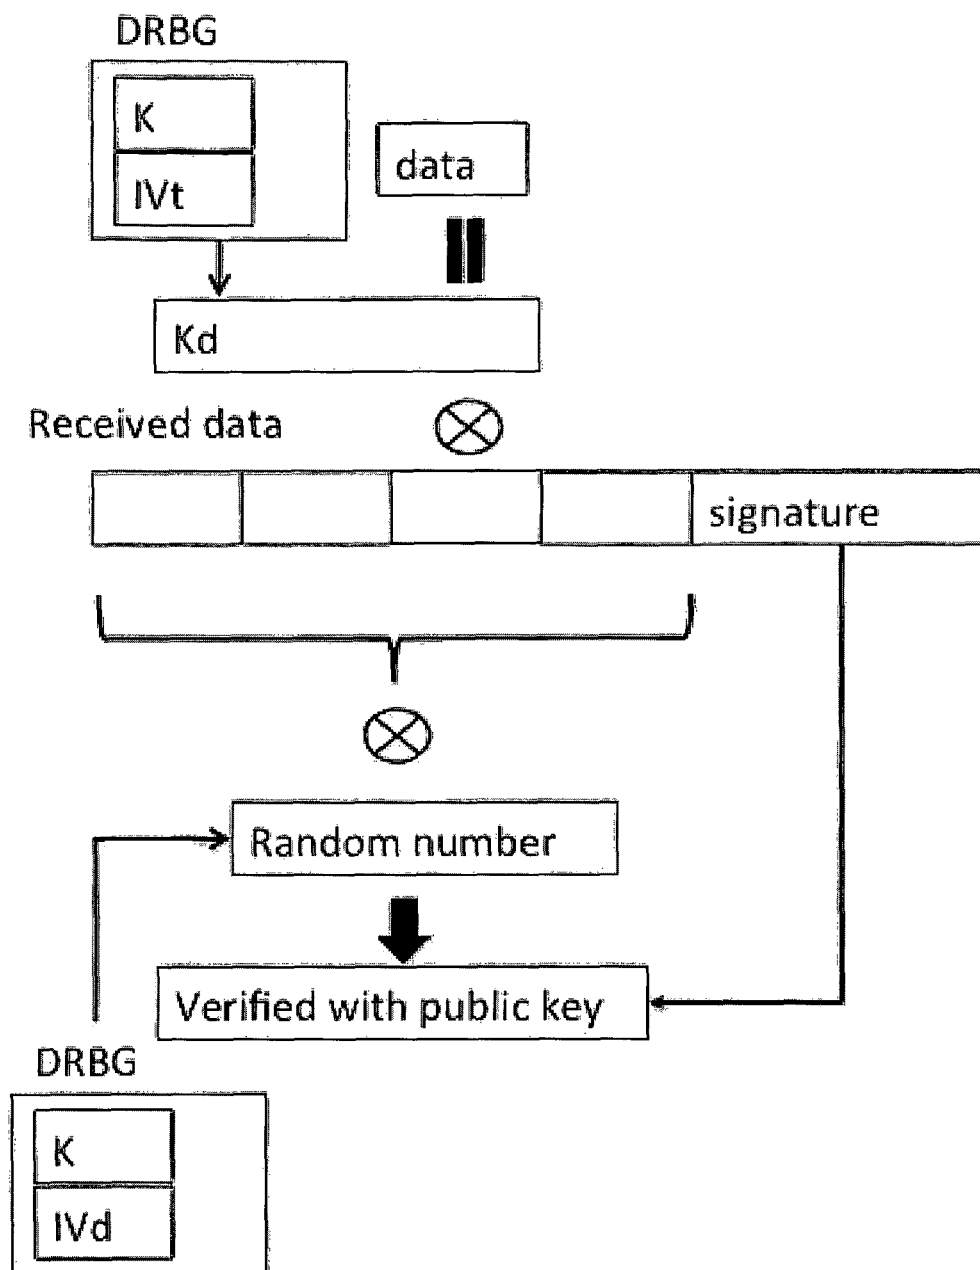 DRBG
K
IVt
data
Kd
Received data
signature
Random number
Verified with public key
DRBG
K
IVd